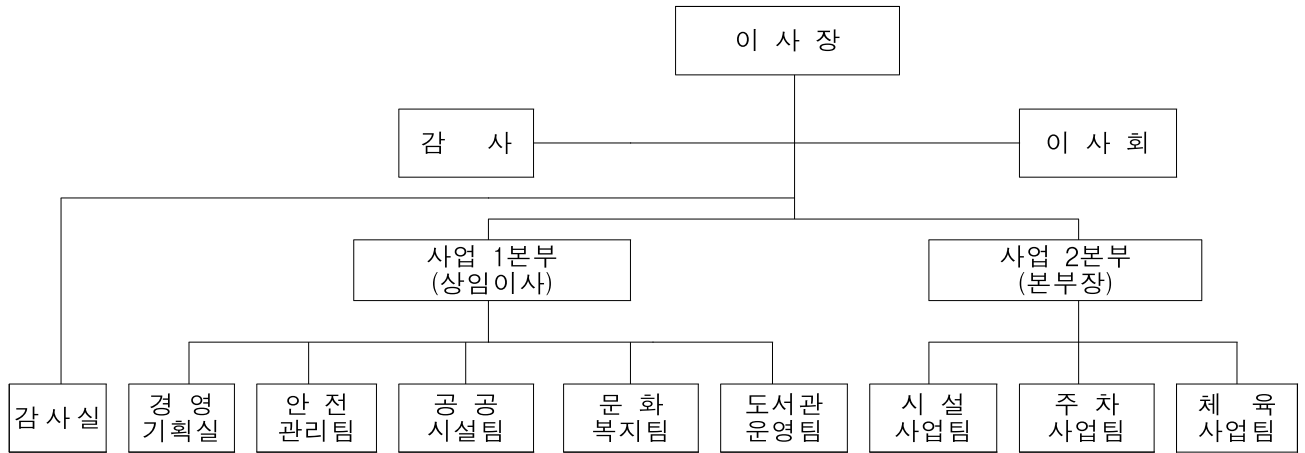 이 사 장
감 사
이 사 회
사업 1본부
(상임이사)
사업 2본부
(본부장)
감사실
경 영
기획실
안 전
관리팀
공 공
시설팀
문 화
복지팀
도서관
운영팀
시 설
사업팀
주 차
사업팀
체 육
사업팀